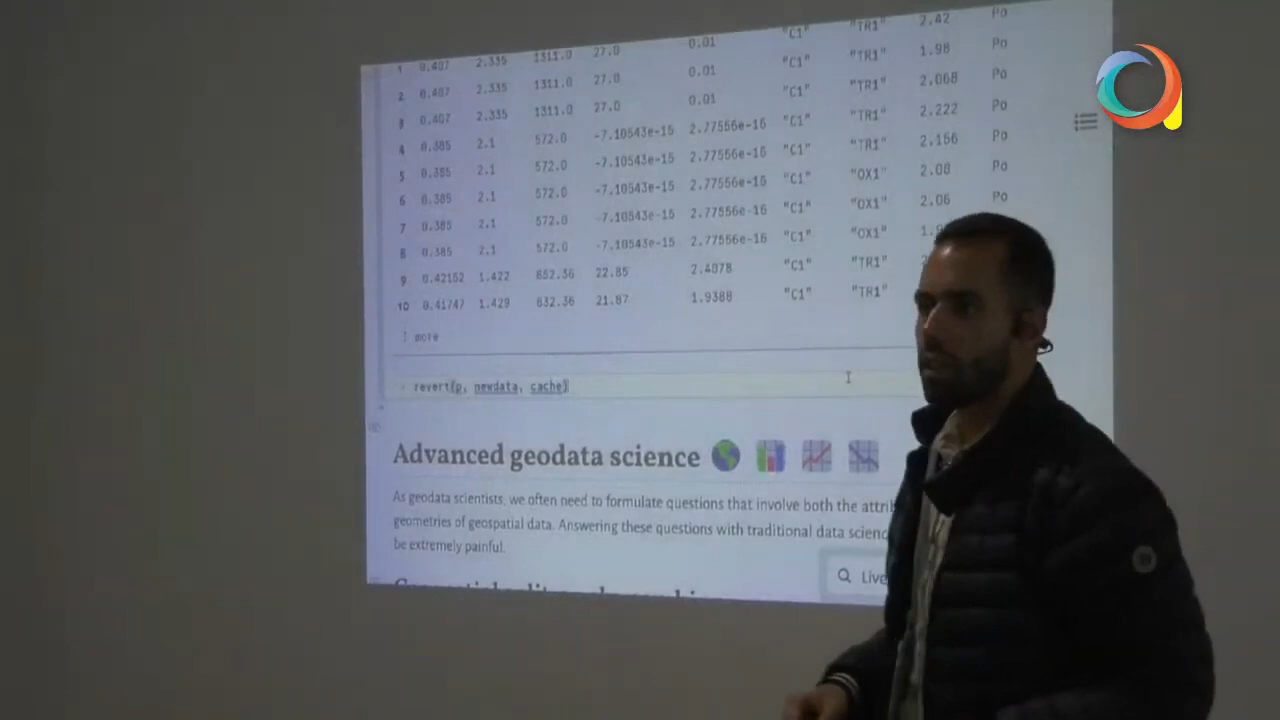 2.42 Po
1 0.407 2.335 1311.0 27.0 0.01 "C1" "TR1" 1.98 Po
2 0.407 2.335 1311.0 27.0 0.01 "C1" "TR1" 2.068 Po
3 0.407 2.335 1311.0 27.0 0.01 "C1" "TR1" 2.222 Po
4 0.385 2.1 572.0 -7.10543e-15 2.77556e-16 "C1" "TR1" 2.156 Po
5 0.385 2.1 572.0 -7.10543e-15 2.77556e-16 "C1" "OX1" 2.08 Po
6 0.385 2.1 572.0 -7.10543e-15 2.77556e-16 "C1" "OX1" 2.06 Po
7 0.385 2.1 572.0 -7.10543e-15 2.77556e-16 "C1" "OX1"
8 0.385 2.1 572.0 -7.10543e-15 2.77556e-16 "C1" "TR1"
9 0.42152 1.422 652.36 22.85 2.4078 "C1" "TR1"
10 0.41747 1.429 632.36 21.87 1.9388 "C1"
more
revert(p, newdata, cache)
Advanced geodata science
As geodata scientists, we often need to formulate questions that involve both the attrib
geometries of geospatial data. Answering these questions with traditional data scienc
be extremely painful.
Live